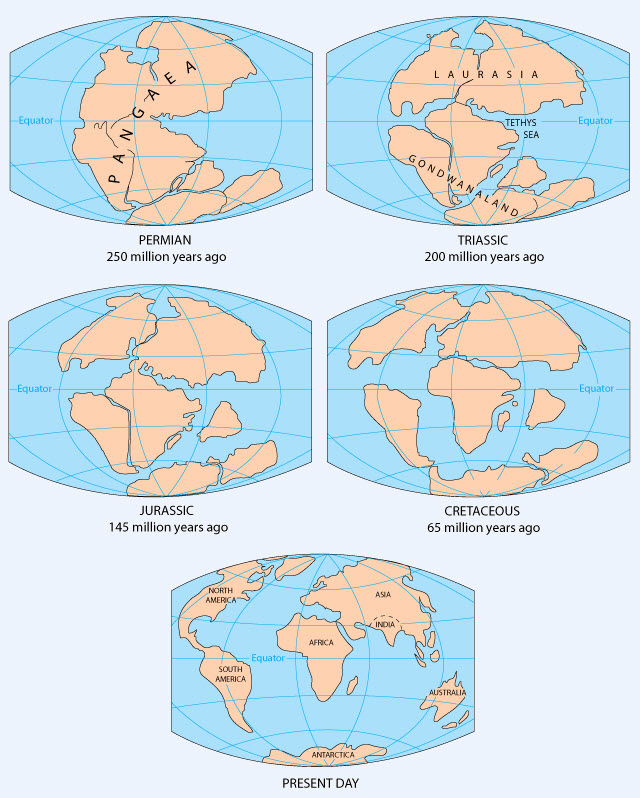 PANGAEA
Equator
PERMIAN
250 million years ago
LAURASIA
TETHYS
SEA
Equator
GONDWANALAND
TRIASSIC
200 million years ago
Equator
JURASSIC
145 million years ago
Equator
CRETACEOUS
65 million years ago
NORTH
AMERICA
ASIA
INDIA
AFRICA
Equator
SOUTH
AMERICA
AUSTRALIA
ANTARCTICA
PRESENT DAY